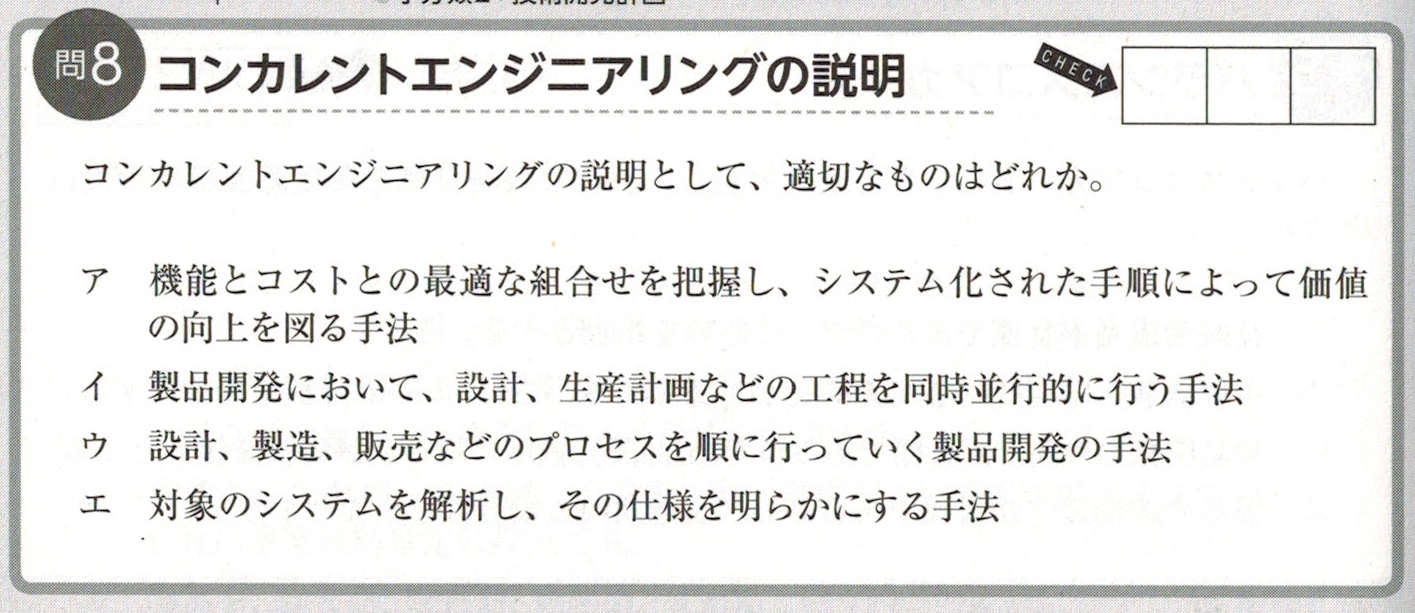 問8 コンカレントエンジニアリングの説明
CHECK
コンカレントエンジニアリングの説明として、適切なものはどれか。
ア 機能とコストとの最適な組合せを把握し、システム化された手順によって価値
の向上を図る手法
イ 製品開発において、設計、生産計画などの工程を同時並行的に行う手法
ウ 設計、製造、販売などのプロセスを順に行っていく製品開発の手法
エ 対象のシステムを解析し、その仕様を明らかにする手法